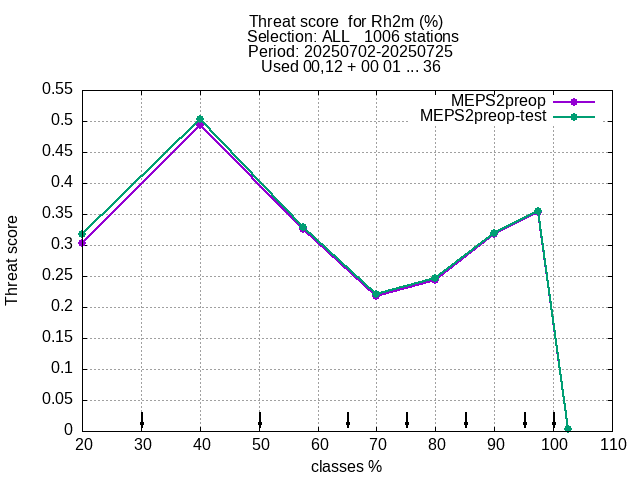 Threat score  for Rh2m (%)
Selection: ALL   1006 stations
Period: 20250702-20250725
Used 00,12 + 00 01 ... 36
MEPS2preop
MEPS2preop-test
Threat score
0.55
0.5
0.45
0.4
0.35
0.3
0.25
0.2
0.15
0.1
0.05
0
20 30 40 50 60 70 80 90 100 110
classes %